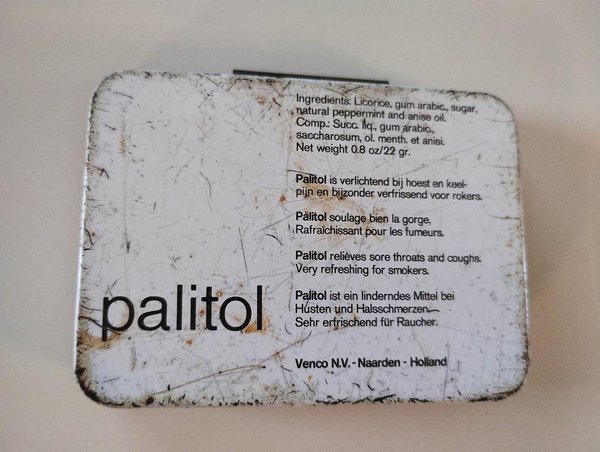 Ingredients: Licorice, gum arabic., sugar,
natural peppermint and anise oil.
Comp.: Succ. liq., gum arabic.,
saccharosum, ol. menth. et anisi.
Net weight 0.8 oz/22 gr.
Palitol is verlichtend bij hoest en keel-
pijn en bijzonder verfrissend voor rokers.
Palitol soulage bien la gorge.
Rafraîchissant pour les fumeurs.
Palitol relieves sore throats and coughs.
Very refreshing for smokers.
Palitol ist ein linderndes Mittel bei
Husten und Halsschmerzen.
Sehr erfrischend für Raucher.
palitol
Venco N.V. - Naarden - Holland